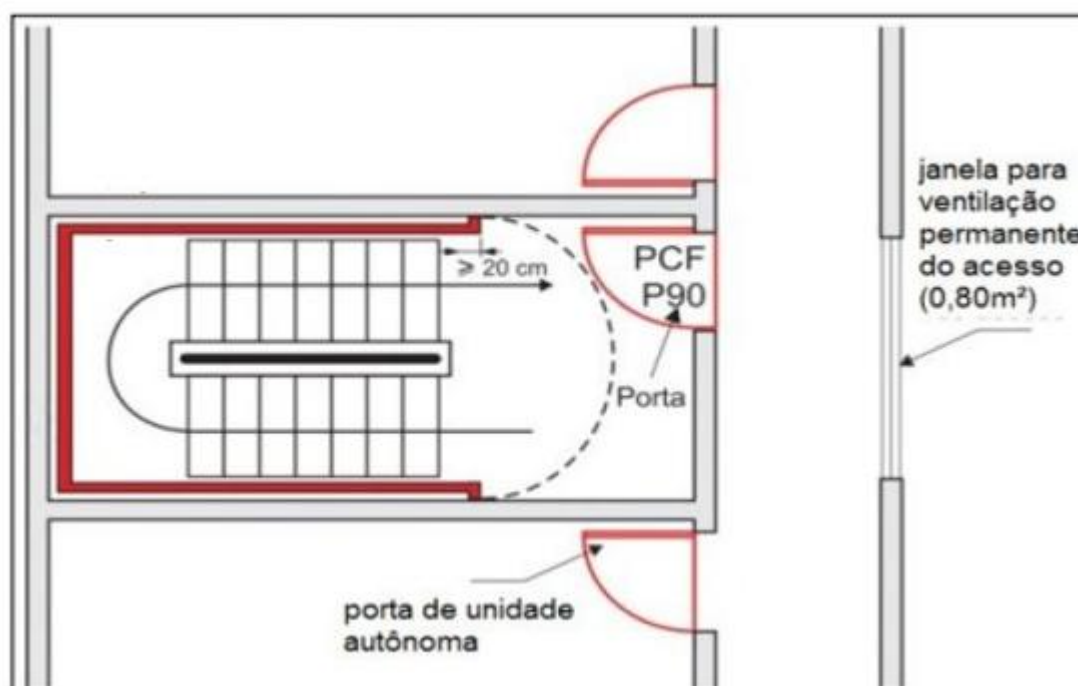 janela para
ventilação
permanente
do acesso
(0,80m²)
≥ 20 cm
PCF
P90
Porta
porta de unidade
autônoma